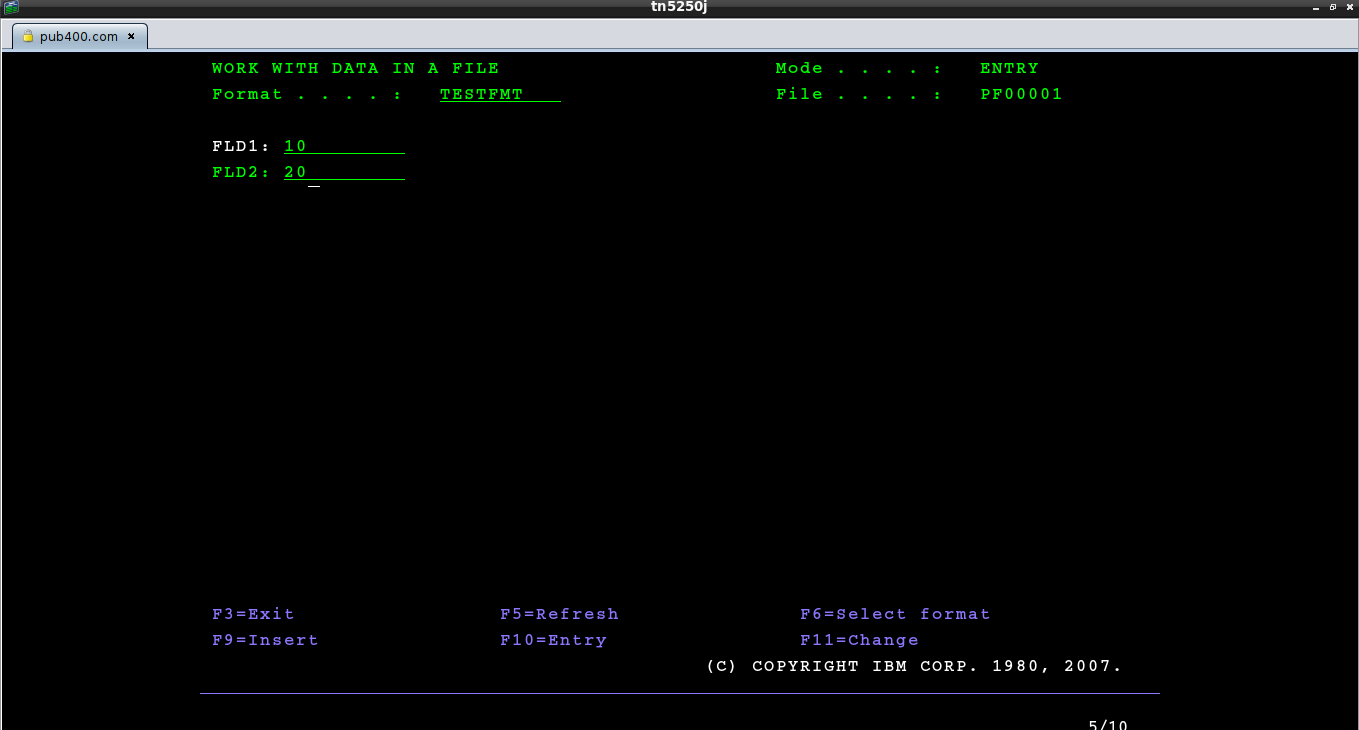 tn5250j
pub400.com
WORK WITH DATA IN A FILE Mode . . . . : ENTRY
Format . . . . : TESTFMT File . . . . : PF00001
FLD1: 10
FLD2: 20
F3=Exit F5=Refresh F6=Select format
F9=Insert F10=Entry F11=Change
(C) COPYRIGHT IBM CORP. 1980, 2007.
5/10